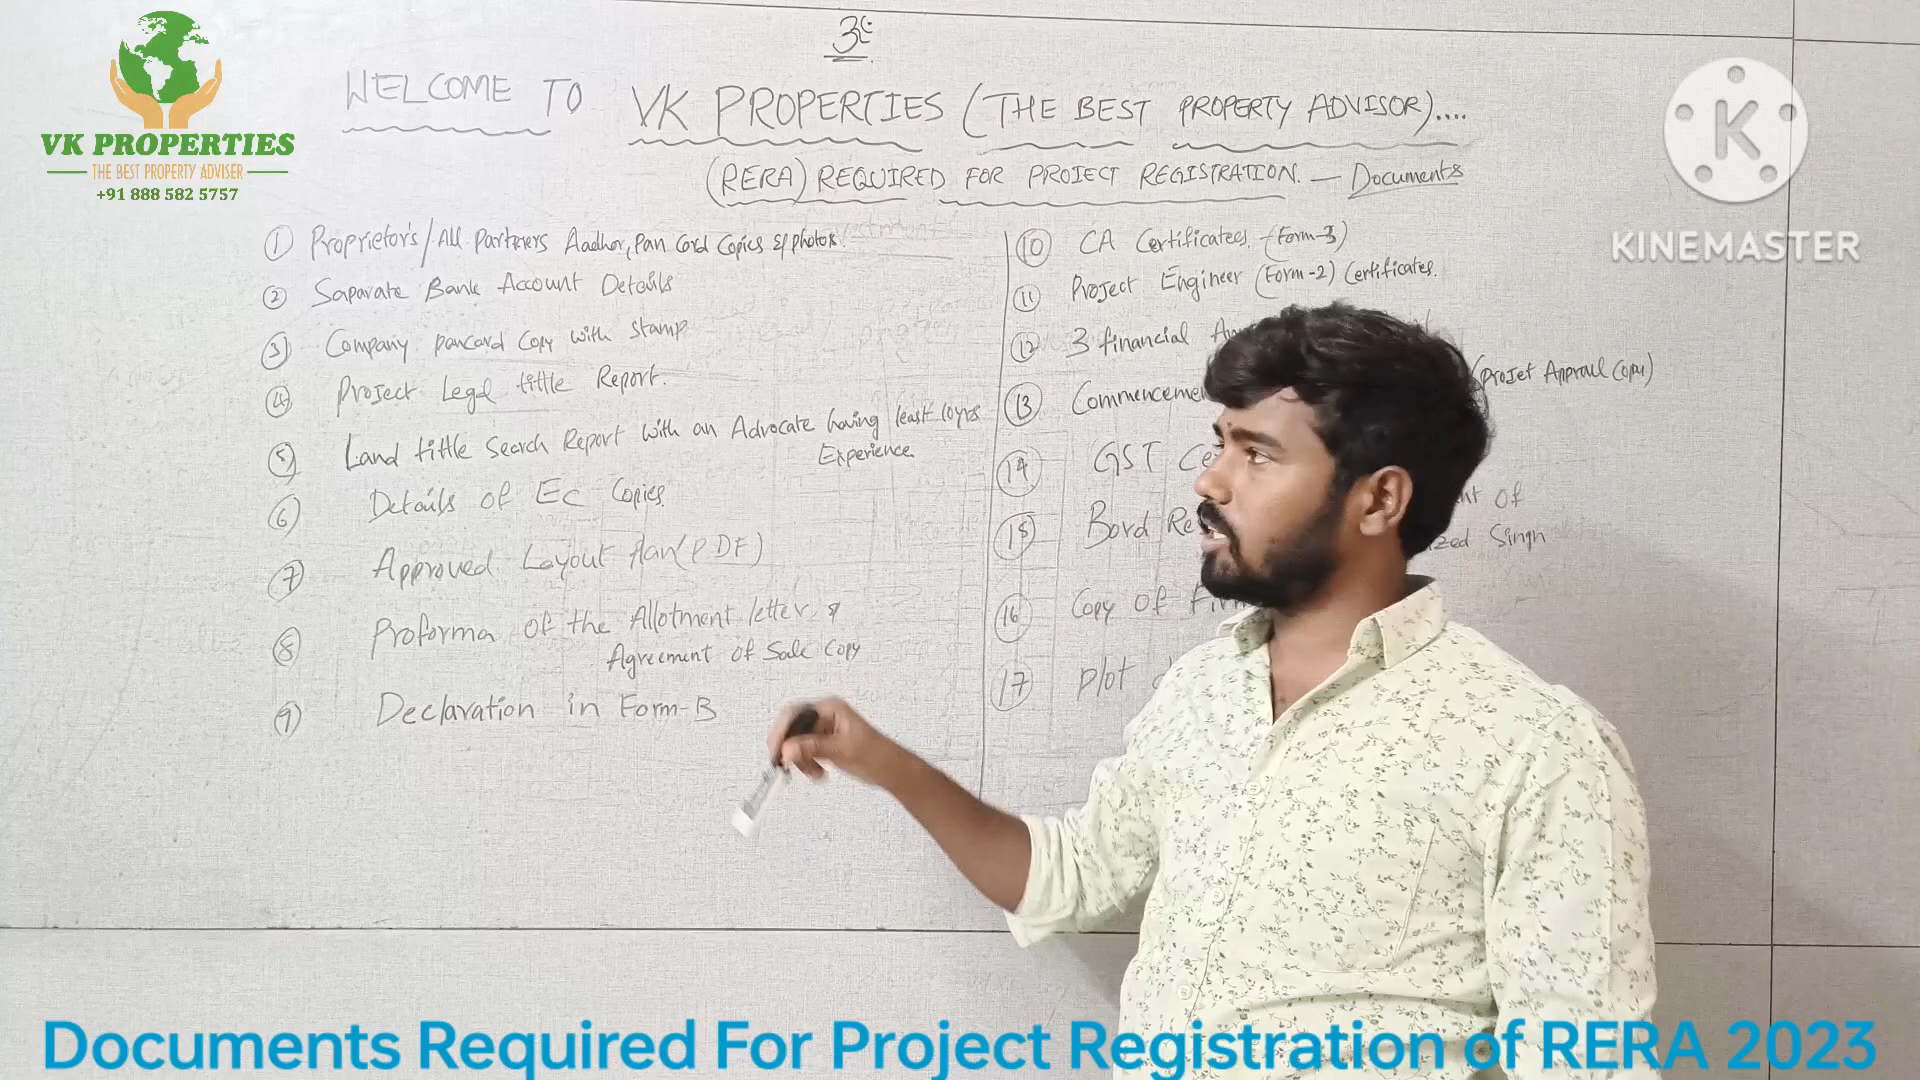 VK PROPERTIES
THE BEST PROPERTY ADVISER
+91 888 582 5757
WELCOME TO VK PROPERTIES (THE BEST PROPERTY ADVISOR)....
(RERA) REQUIRED FOR PROJECT REGISTRATION. — Documents
K
KINEMASTER
① Proprietor's/All Partners Aadhar, Pan Card Copies & photos.
② Saparate Bank Account Details
③ Company pancard Copy with Stamp
④ Project Legal tittle Report.
⑤ Land tittle Search Report with an Advocate having least 10yrs
Experience
⑥ Details of EC Copies.
⑦ Approved Layout Plan (PDF)
⑧ Proforma of the Allotment letter &
Agreement of Sale Copy
⑨ Declaration in Form-B
⑩ CA Certificates. (Form-3)
⑪ Project Engineer (Form-2) Certificates.
⑫ 3 financial
⑬ (Projet Approval Copy)
⑭ GST
⑮ Bord of
Singn
⑯ Copy Of
⑰ Plot
Documents Required For Project Registration of RERA 2023